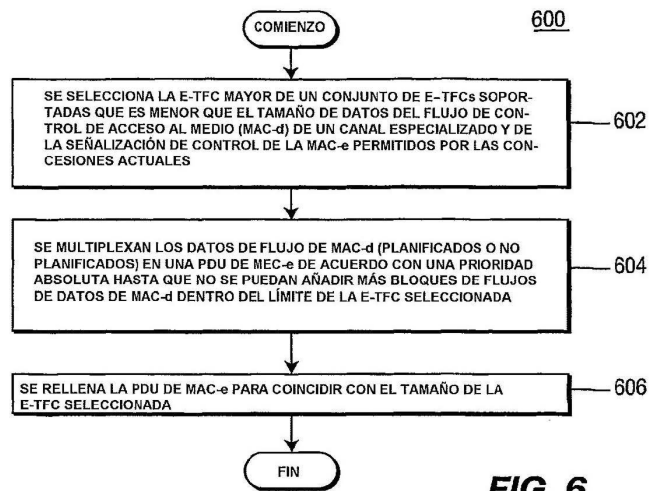 COMIENZO
600
SE SELECCIONA LA E-TFC MAYOR DE UN CONJUNTO DE E-TFCs SOPOR-
TADAS QUE ES MENOR QUE EL TAMAÑO DE DATOS DEL FLUJO DE CON-
TROL DE ACCESO AL MEDIO (MAC-d) DE UN CANAL ESPECIALIZADO Y DE
LA SEÑALIZACIÓN DE CONTROL DE LA MAC-e PERMITIDOS POR LAS CON-
CESIONES ACTUALES
602
SE MULTIPLEXAN LOS DATOS DE FLUJO DE MAC-d (PLANIFICADOS O NO
PLANIFICADOS) EN UNA PDU DE MEC-e DE ACUERDO CON UNA PRIORIDAD
ABSOLUTA HASTA QUE NO SE PUEDAN AÑADIR MÁS BLOQUES DE FLUJOS
DE DATOS DE MAC-d DENTRO DEL LÍMITE DE LA E-TFC SELECCIONADA
604
SE RELLENA LA PDU DE MAC-e PARA COINCIDIR CON EL TAMAÑO DE LA
E-TFC SELECCIONADA
606
FIN
FIG. 6